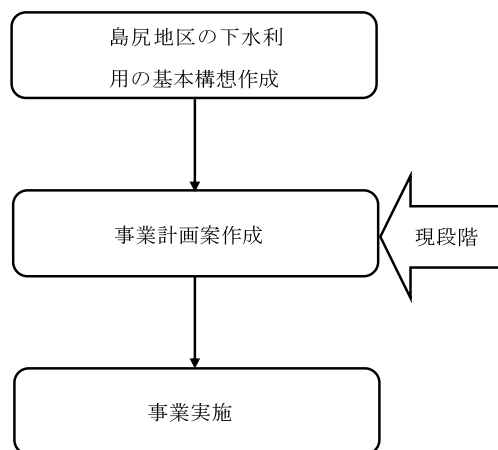 島尻地区の下水利
用の基本構想作成
事業計画案作成
現段階
事業実施